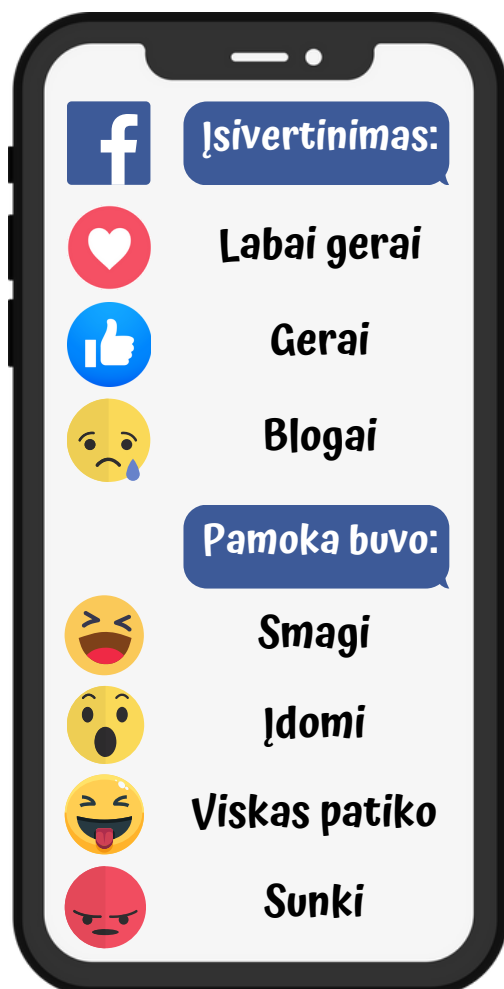 Įsivertinimas:
Labai gerai
Gerai
Blogai
Pamoka buvo:
Smagi
Įdomi
Viskas patiko
Sunki